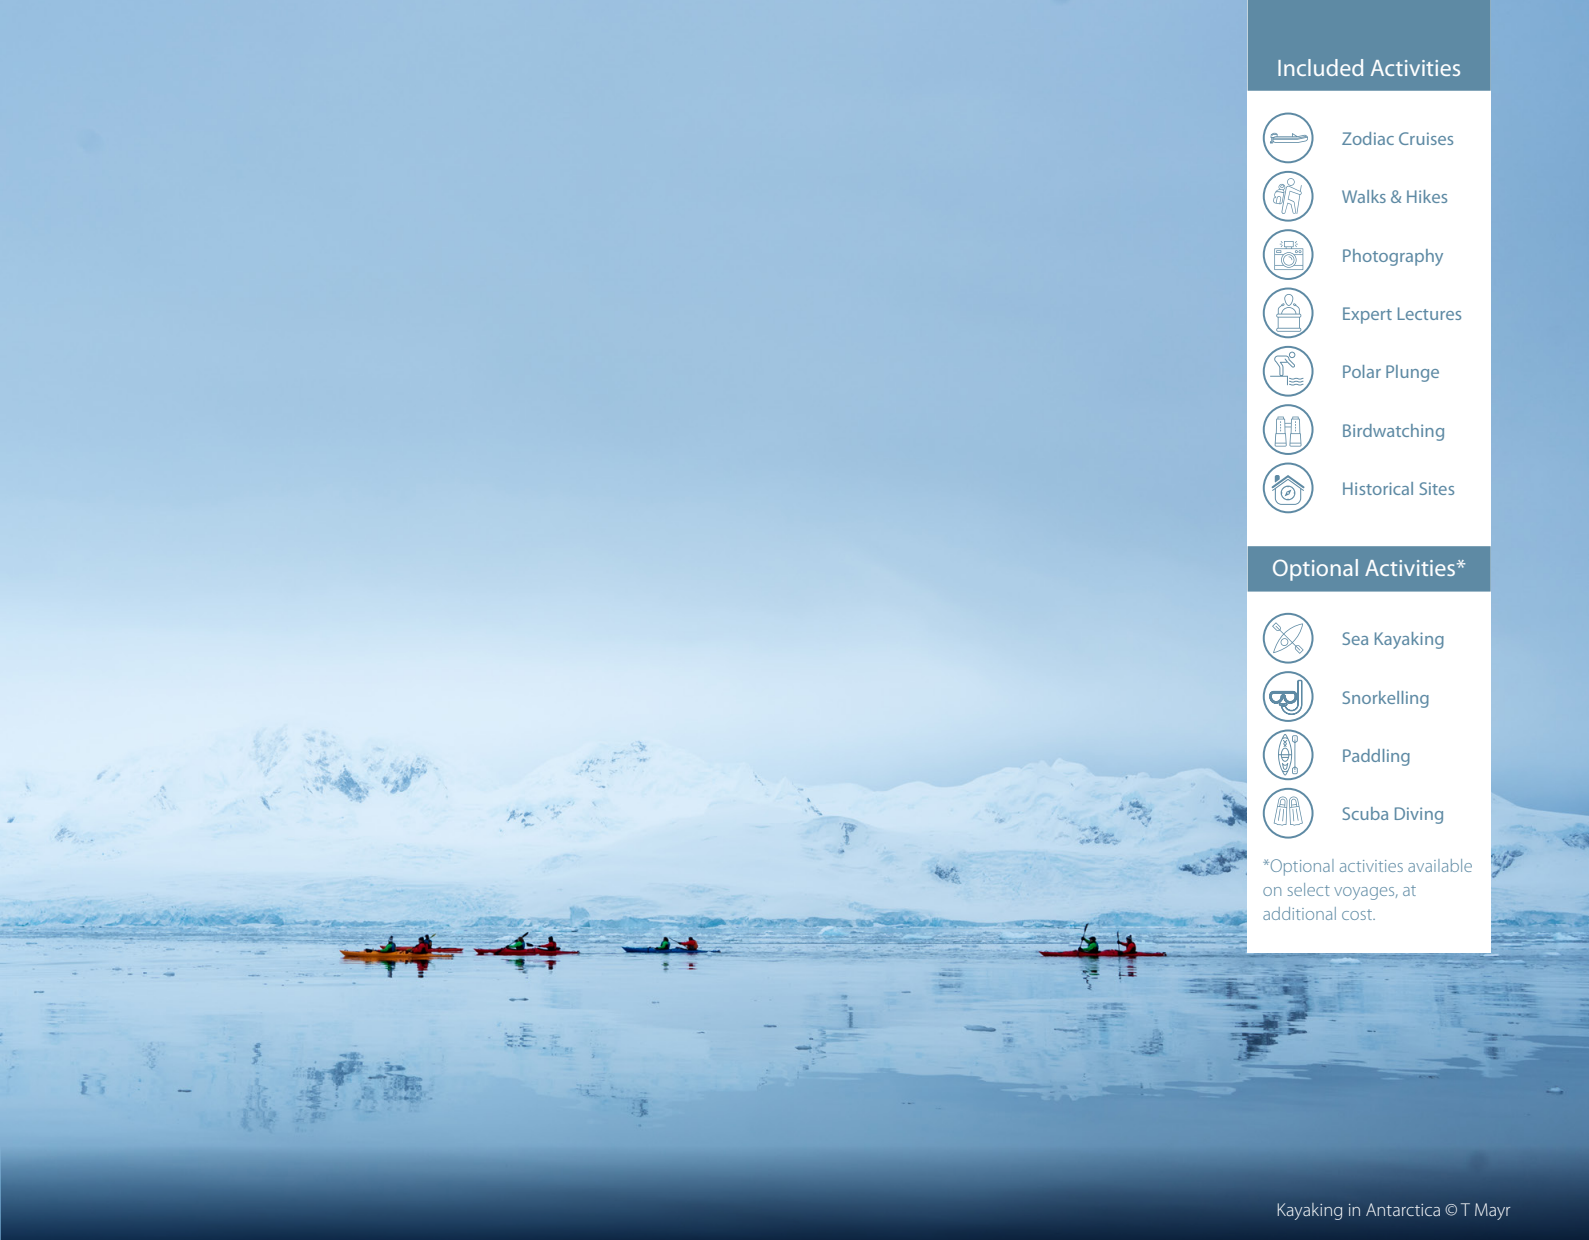 Included Activities
Zodiac Cruises
Walks & Hikes
Photography
Expert Lectures
Polar Plunge
Birdwatching
Historical Sites
Optional Activities*
Sea Kayaking
Snorkelling
Paddling
Scuba Diving
*Optional activities available
on select voyages, at
additional cost.
Kayaking in Antarctica © T Mayr